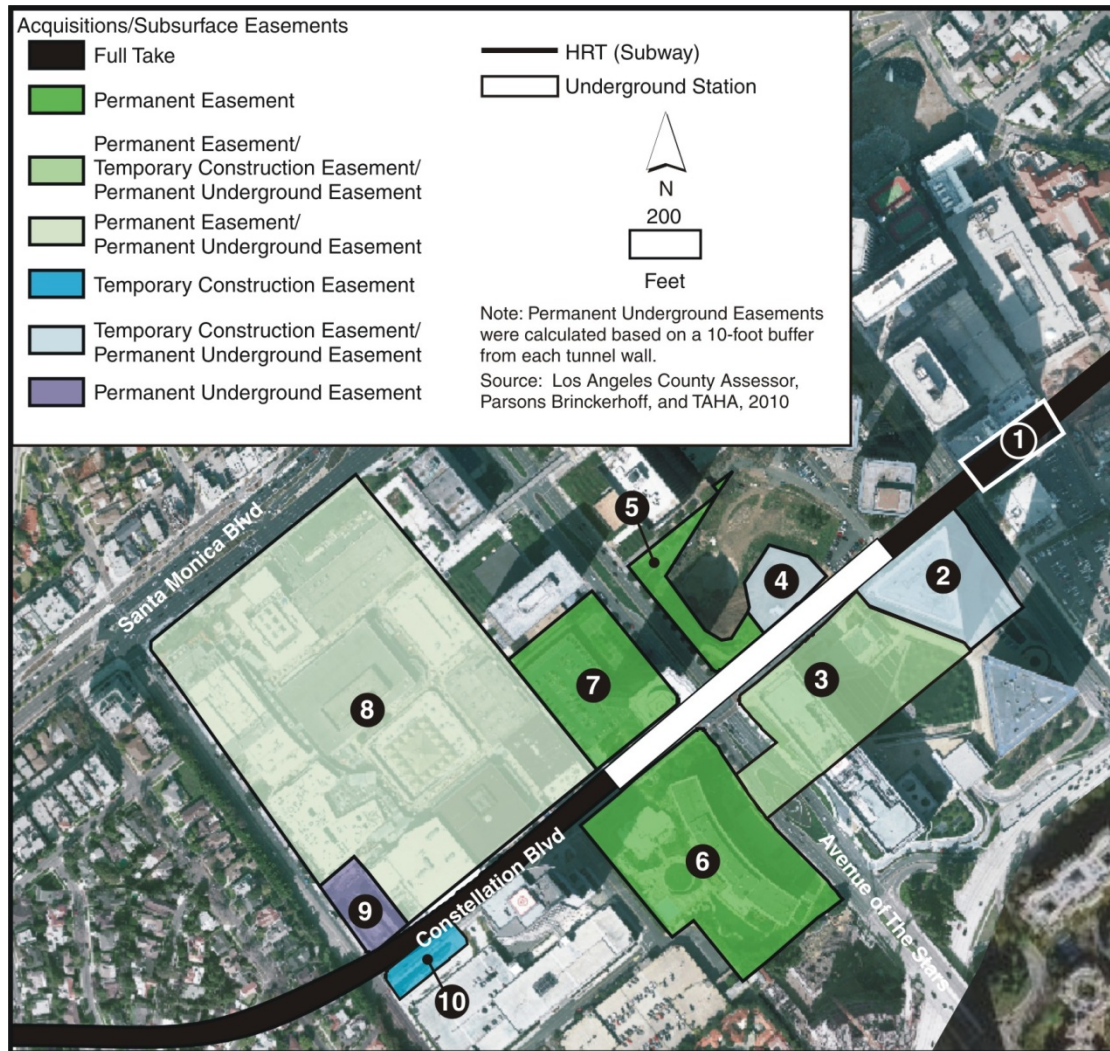 Acquisitions/Subsurface Easements
Full Take
Permanent Easement
Permanent Easement/
Temporary Construction Easement/
Permanent Underground Easement
Permanent Easement/
Permanent Underground Easement
Temporary Construction Easement
Temporary Construction Easement/
Permanent Underground Easement
Permanent Underground Easement
HRT (Subway)
Underground Station
N
200
Feet
Note: Permanent Underground Easements
were calculated based on a 10-foot buffer
from each tunnel wall.
Source: Los Angeles County Assessor,
Parsons Brinckerhoff, and TAHA, 2010
1
5
Santa Monica Blvd
4
2
3
7
8
6
Constellation Blvd
Avenue of The Stars
9
10